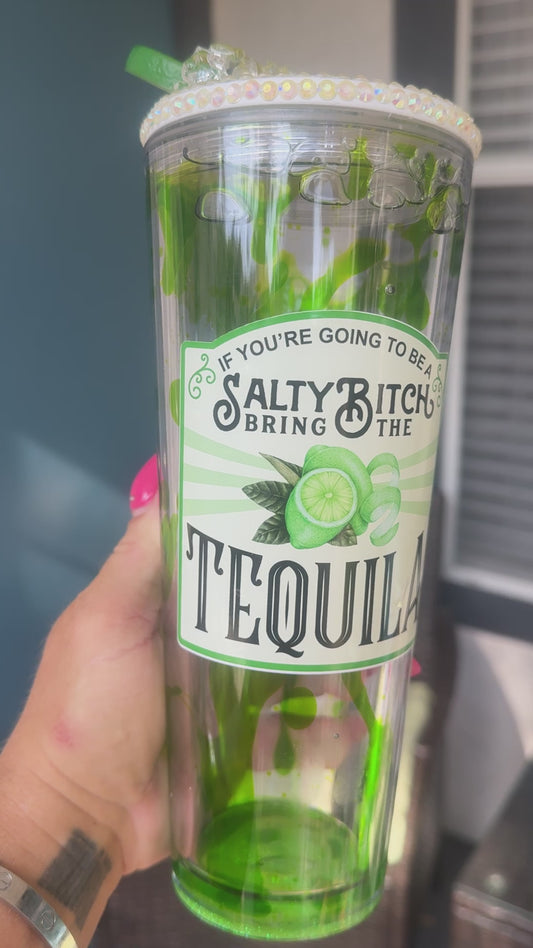 IF YOU'RE GOING TO BE A
SALTY BITCH
BRING THE
TEQUILA